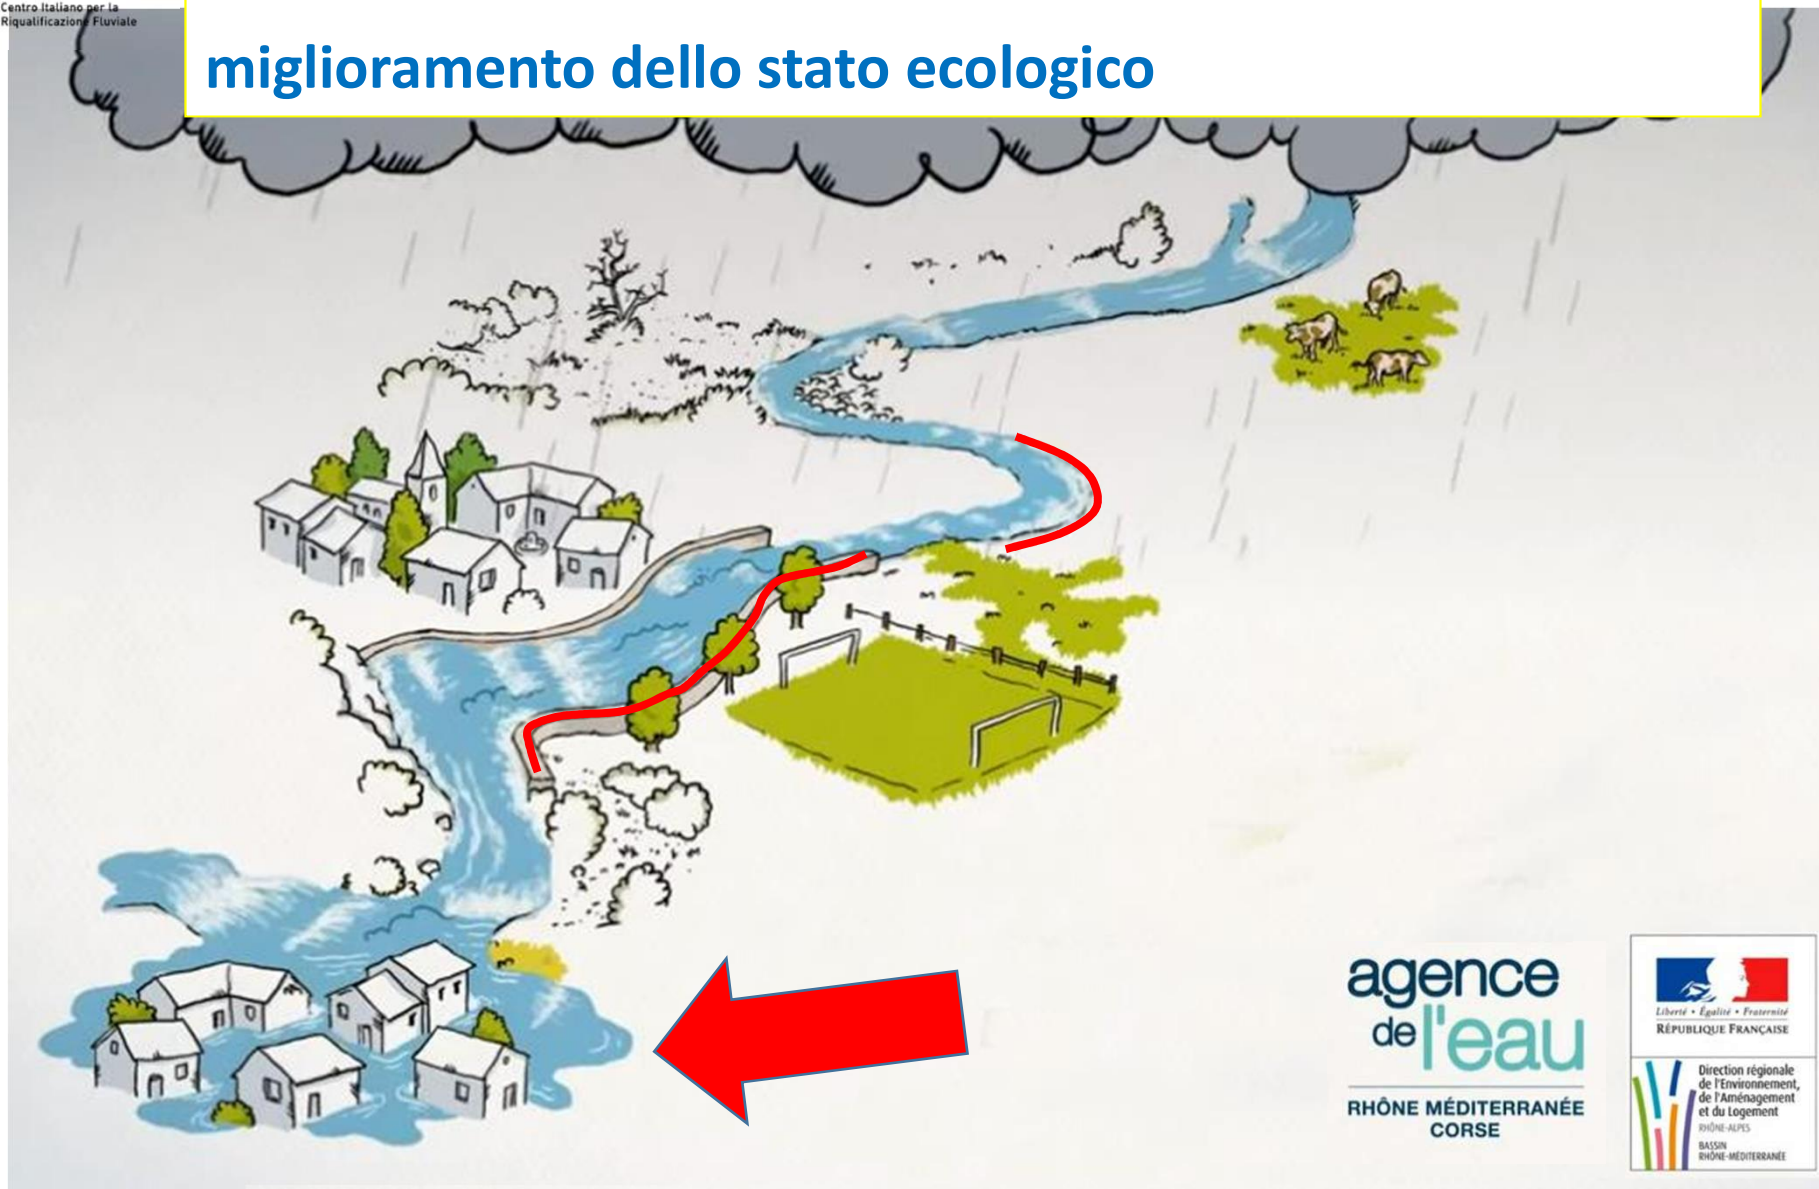 Centro Italiano per la
Riqualificazione Fluviale
miglioramento dello stato ecologico
agence
de l'eau
RHÔNE MÉDITERRANÉE
CORSE
Liberté • Égalité • Fraternité
RÉPUBLIQUE FRANÇAISE
Direction régionale
de l'Environnement,
de l'Aménagement
et du Logement
RHÔNE-ALPES
BASSIN
RHÔNE-MÉDITERRANÉE